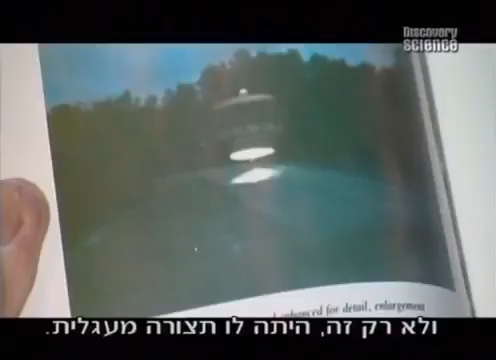 Discovery
SCIENCE
enhanced for detail, enlargement
ולא רק זה, היתה לו תצורה מעגלית.